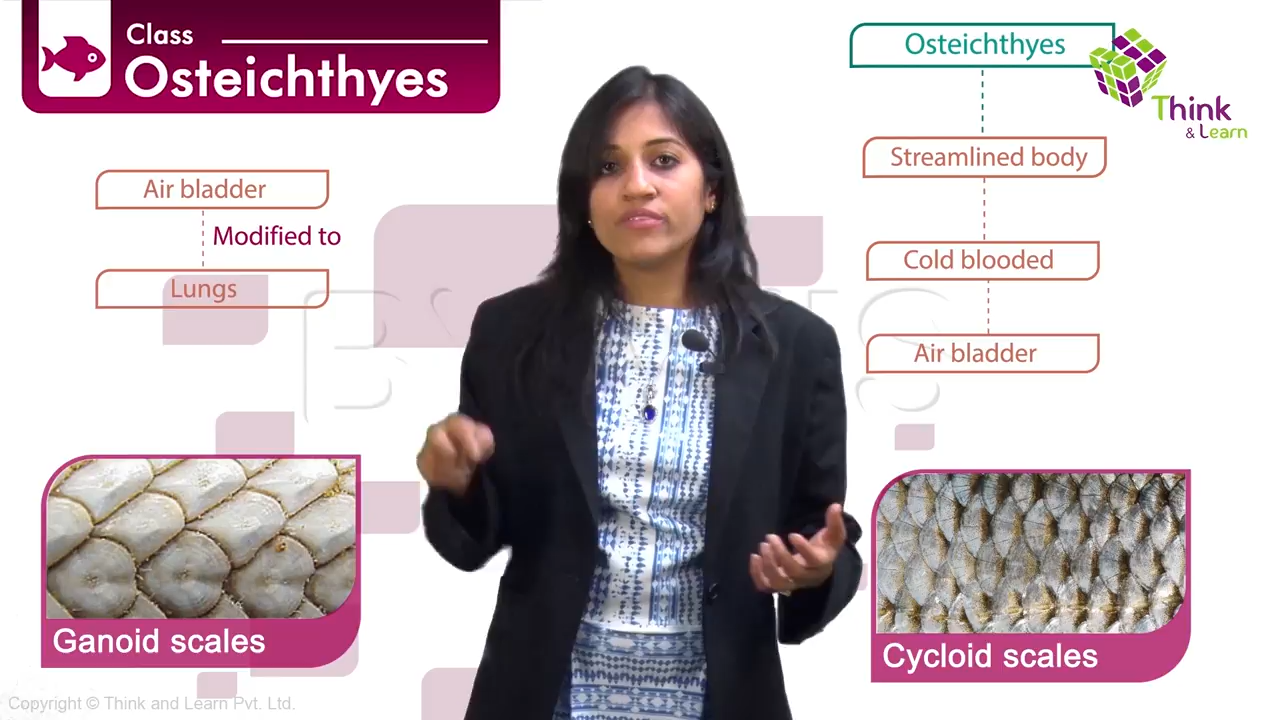 Class
Osteichthyes
Air bladder
Modified to
Lungs
Osteichthyes
Think
& Learn
Streamlined body
Cold blooded
Air bladder
Ganoid scales
Cycloid scales
Copyright © Think and Learn Pvt. Ltd.